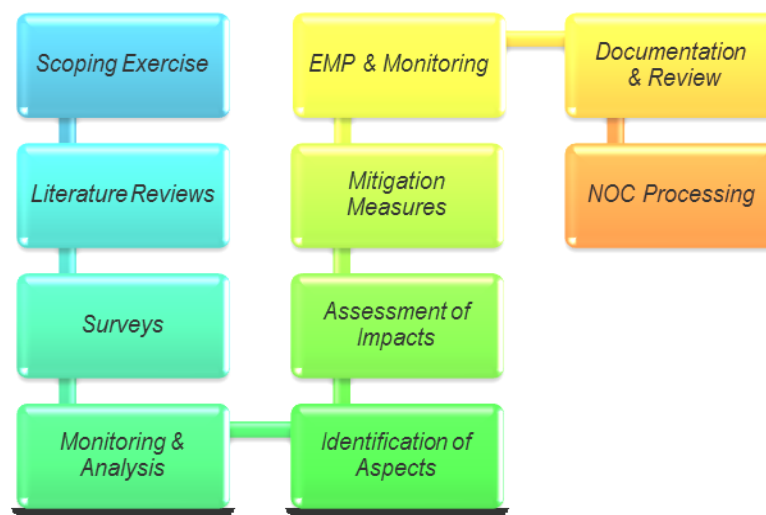 Scoping Exercise
Literature Reviews
Surveys
Monitoring &
Analysis
Identification of
Aspects
Assessment of
Impacts
Mitigation
Measures
EMP & Monitoring
Documentation
& Review
NOC Processing